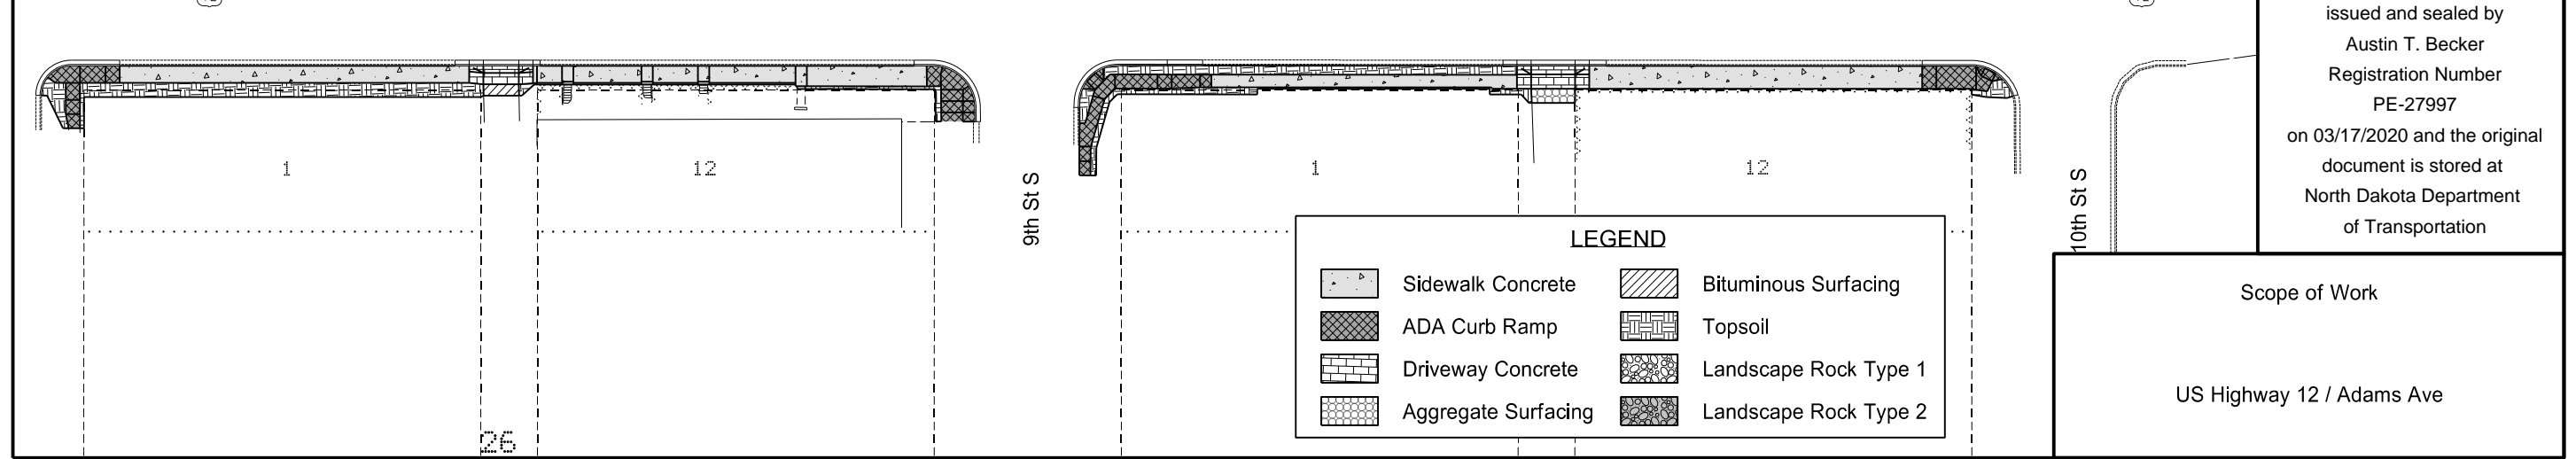 issued and sealed by
Austin T. Becker
Registration Number
PE-27997
on 03/17/2020 and the original
document is stored at
North Dakota Department
of Transportation
1
12
9th St S
1
12
10th St S
26
LEGEND
Sidewalk Concrete
ADA Curb Ramp
Driveway Concrete
Aggregate Surfacing
Bituminous Surfacing
Topsoil
Landscape Rock Type 1
Landscape Rock Type 2
Scope of Work
US Highway 12 / Adams Ave